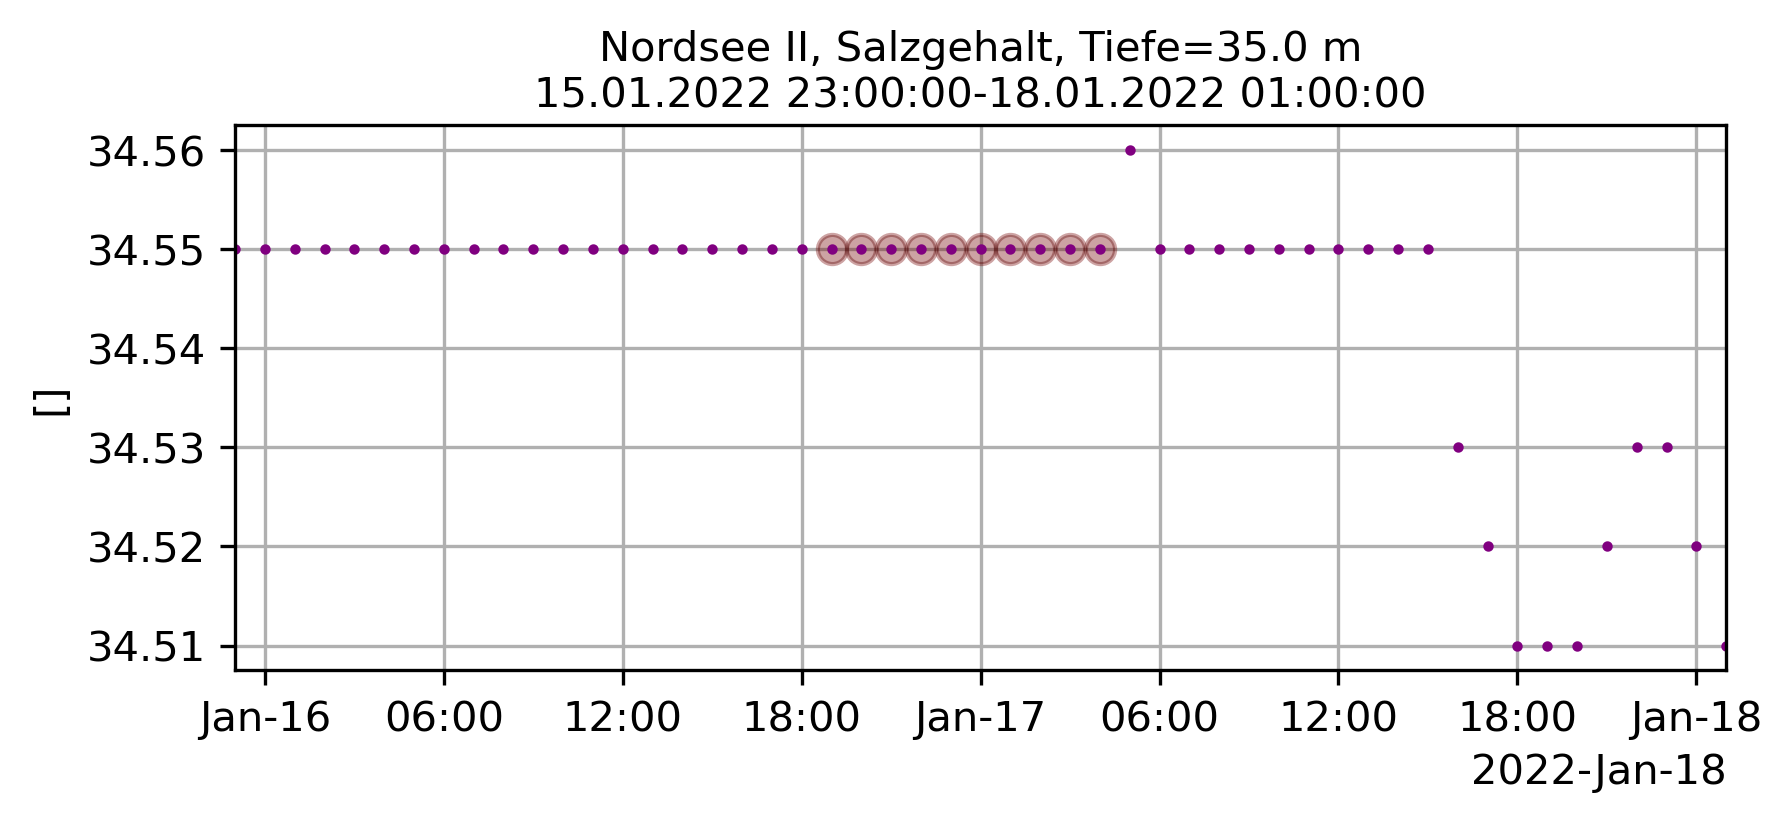 Nordsee II, Salzgehalt, Tiefe=35.0 m
15.01.2022 23:00:00-18.01.2022 01:00:00
34.56
34.55
34.54
34.53
34.52
34.51
[]
Jan-16 06:00 12:00 18:00 Jan-17 06:00 12:00 18:00 Jan-18
2022-Jan-18